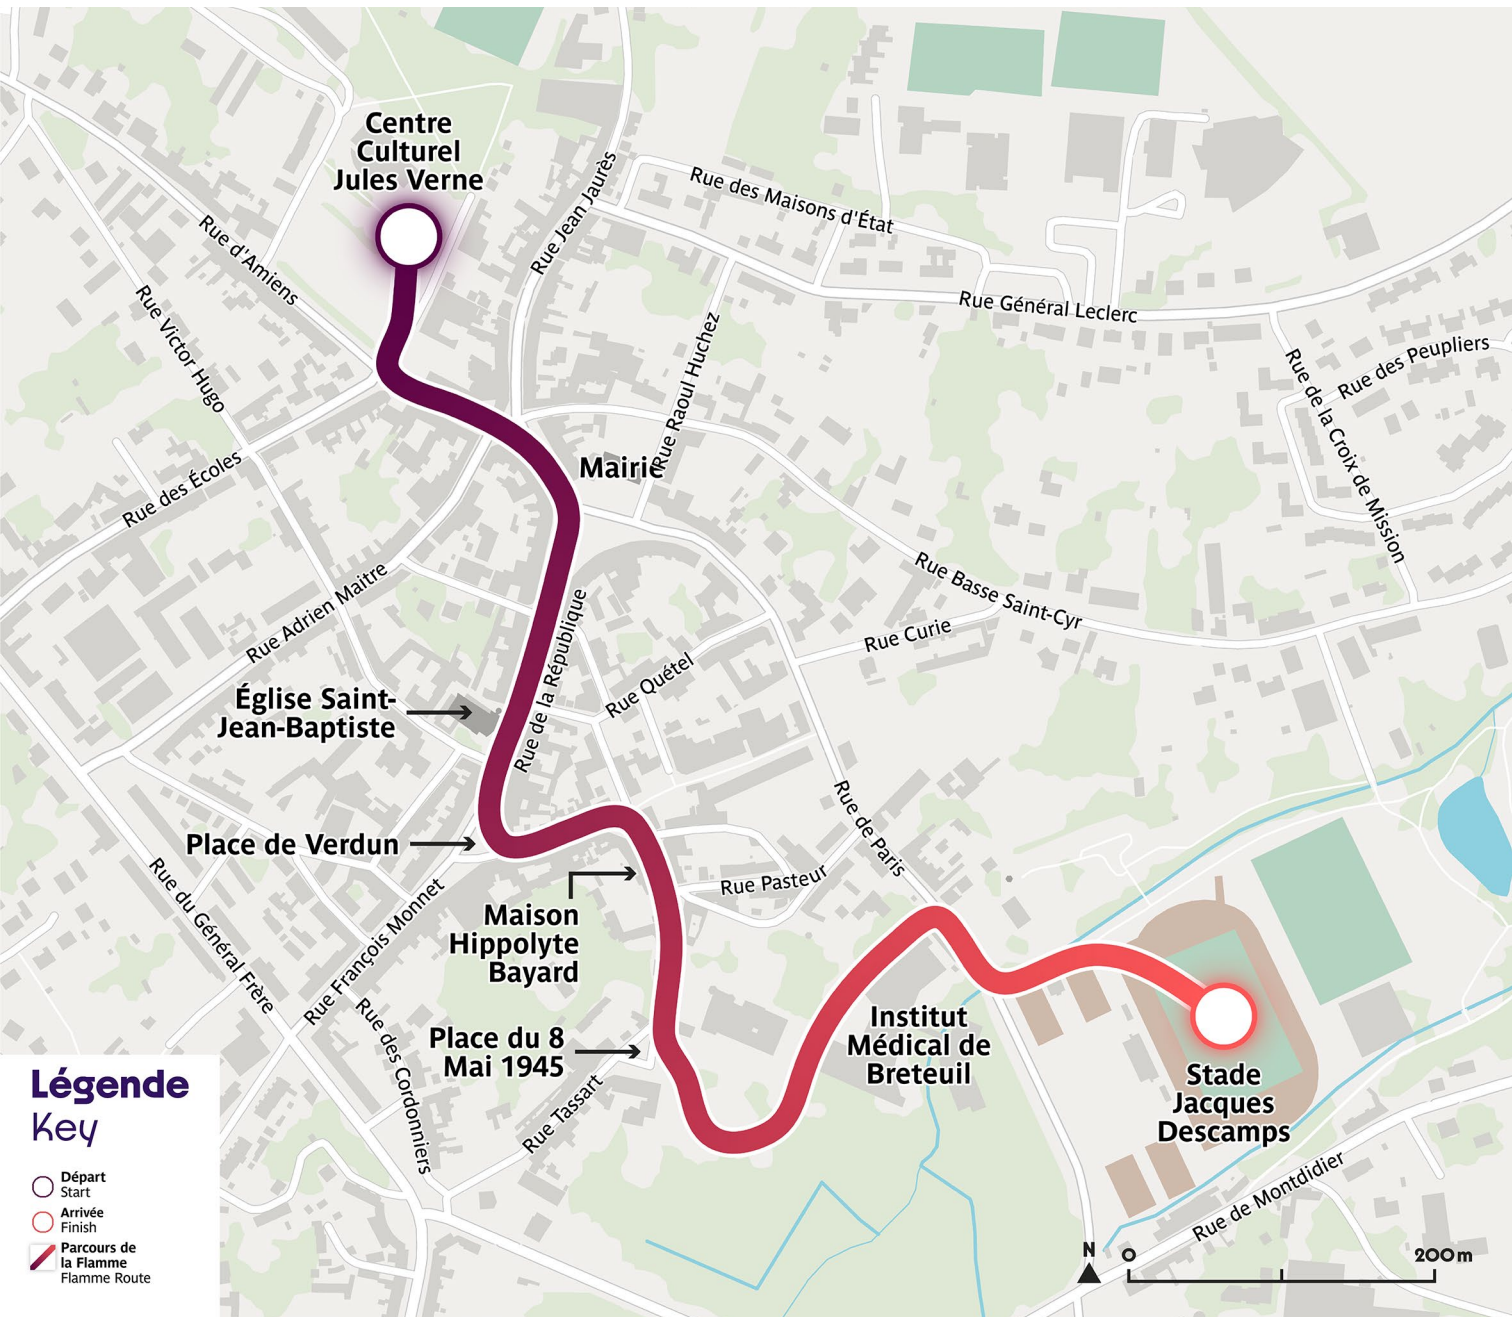 Centre
Culturel
Jules Verne
Rue Jean Jaurès
Rue des Maisons d'État
Rue d'Amiens
Rue Victor Hugo
Rue Général Leclerc
Rue Raoul Huchez
Rue de la Croix de Mission
Rue des Peupliers
Mairie
Rue des Écoles
Rue Adrien Maitre
Rue Basse Saint-Cyr
Rue Curie
Rue de la République
Rue Quétel
Église Saint-
Jean-Baptiste
Place de Verdun
Rue de Paris
Rue Pasteur
Rue du Général Frère
Rue François Monnet
Maison
Hippolyte
Bayard
Rue des Cordonniers
Place du 8
Mai 1945
Rue Tassart
Institut
Médical de
Breteuil
Stade
Jacques
Descamps
Rue de Montdidier
Légende
Key
Départ
Start
Arrivée
Finish
Parcours de
la Flamme
Flamme Route
N
0
200 m